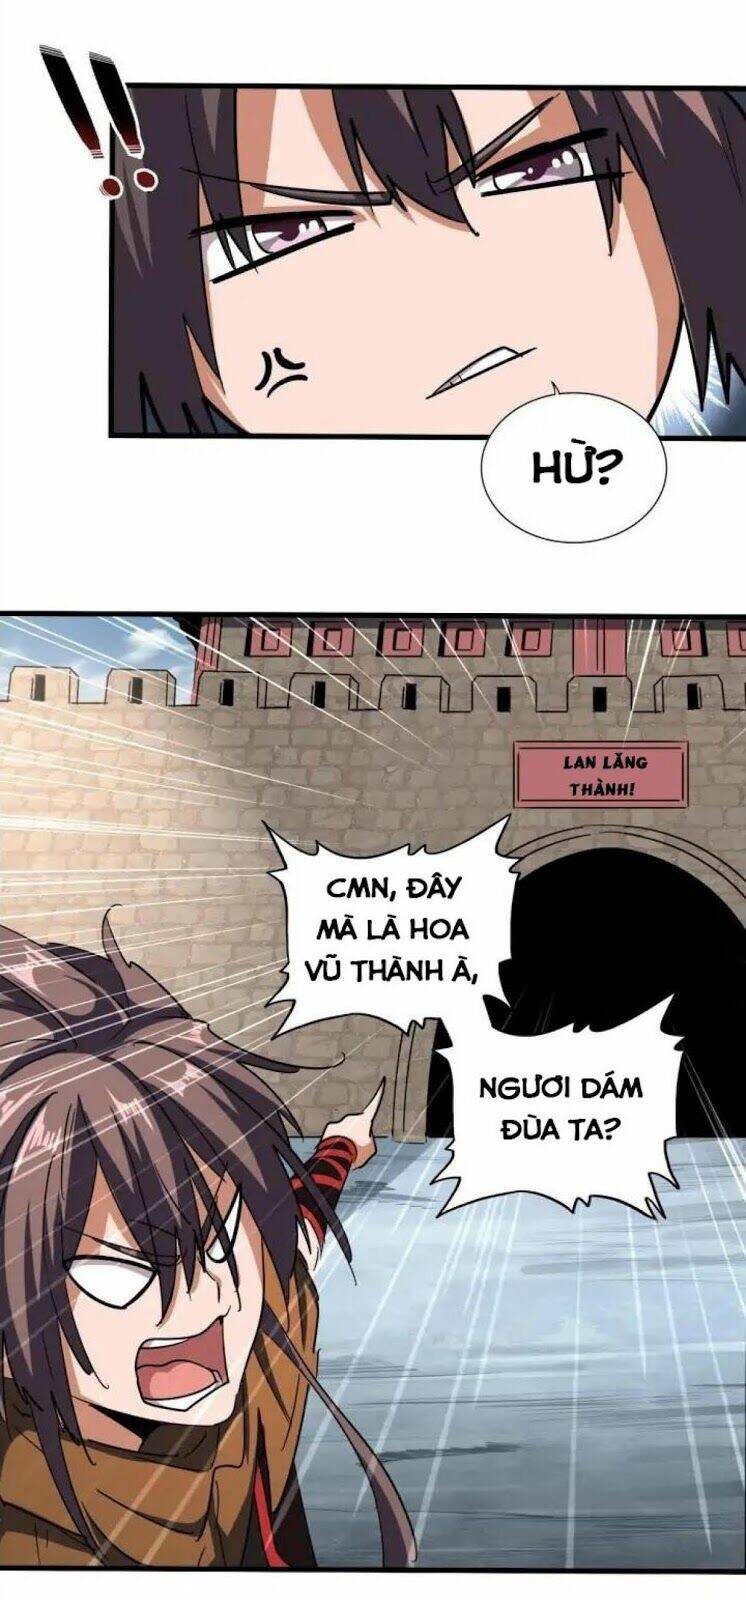 HỪ?
LAN LĂNG
THÀNH!
CMN, ĐÂY
MÀ LÀ HOA
VŨ THÀNH À,
NGƯƠI DÁM
ĐÙA TA?